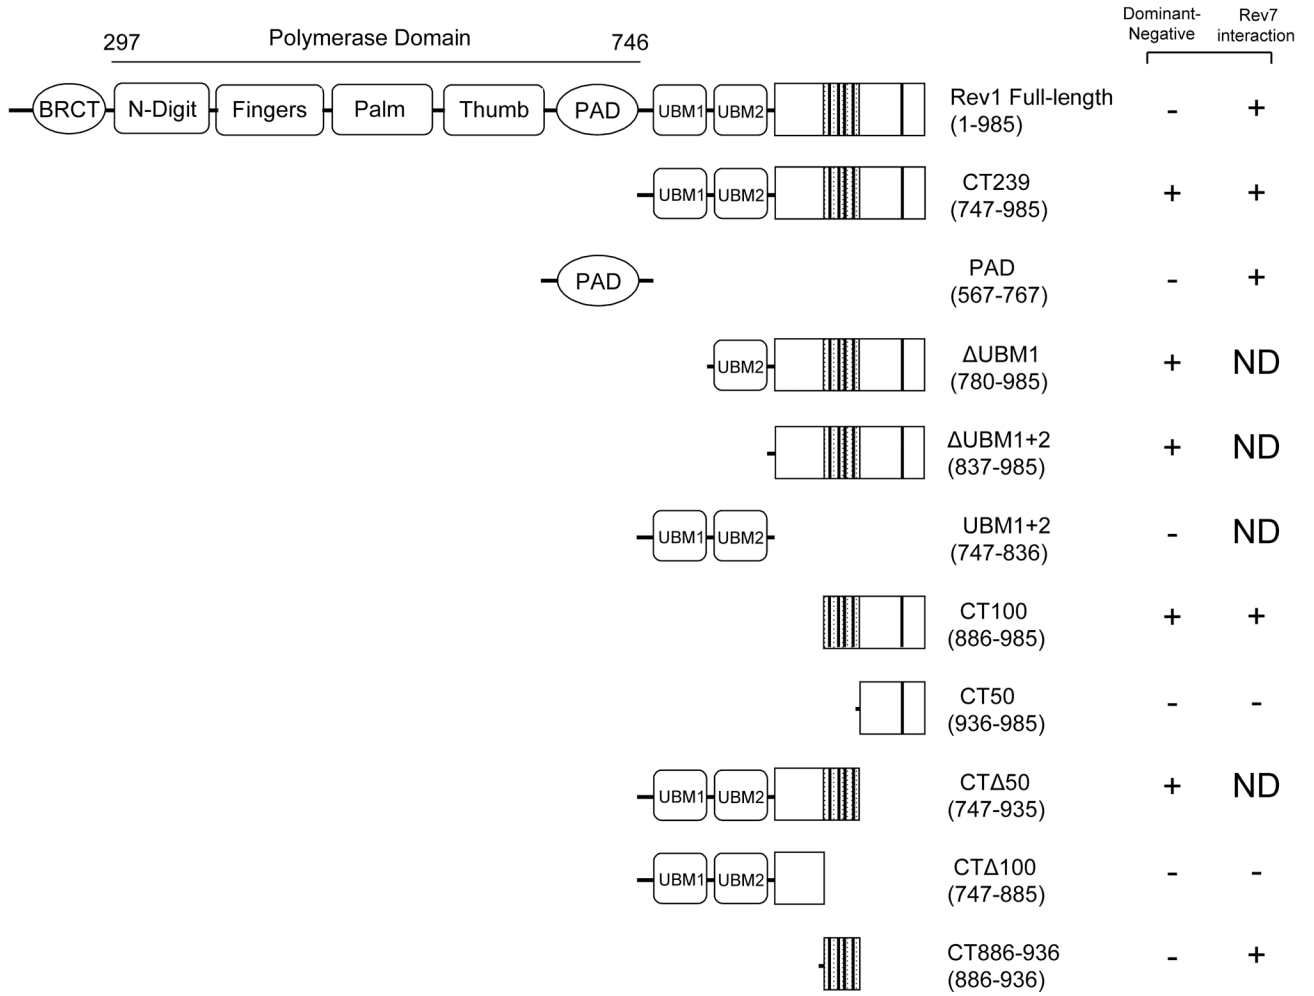 Dominant-
Negative
Rev7
interaction
297 Polymerase Domain 746
BRCT N-Digit Fingers Palm Thumb PAD UBM1 UBM2 Rev1 Full-length - +
(1-985)
UBM1 UBM2 CT239 + +
(747-985)
PAD PAD - +
(567-767)
UBM2 ΔUBM1 + ND
(780-985)
ΔUBM1+2 + ND
(837-985)
UBM1 UBM2 UBM1+2 - ND
(747-836)
CT100 + +
(886-985)
CT50 - -
(936-985)
UBM1 UBM2 CTΔ50 + ND
(747-935)
UBM1 UBM2 CTΔ100 - -
(747-885)
CT886-936 - +
(886-936)